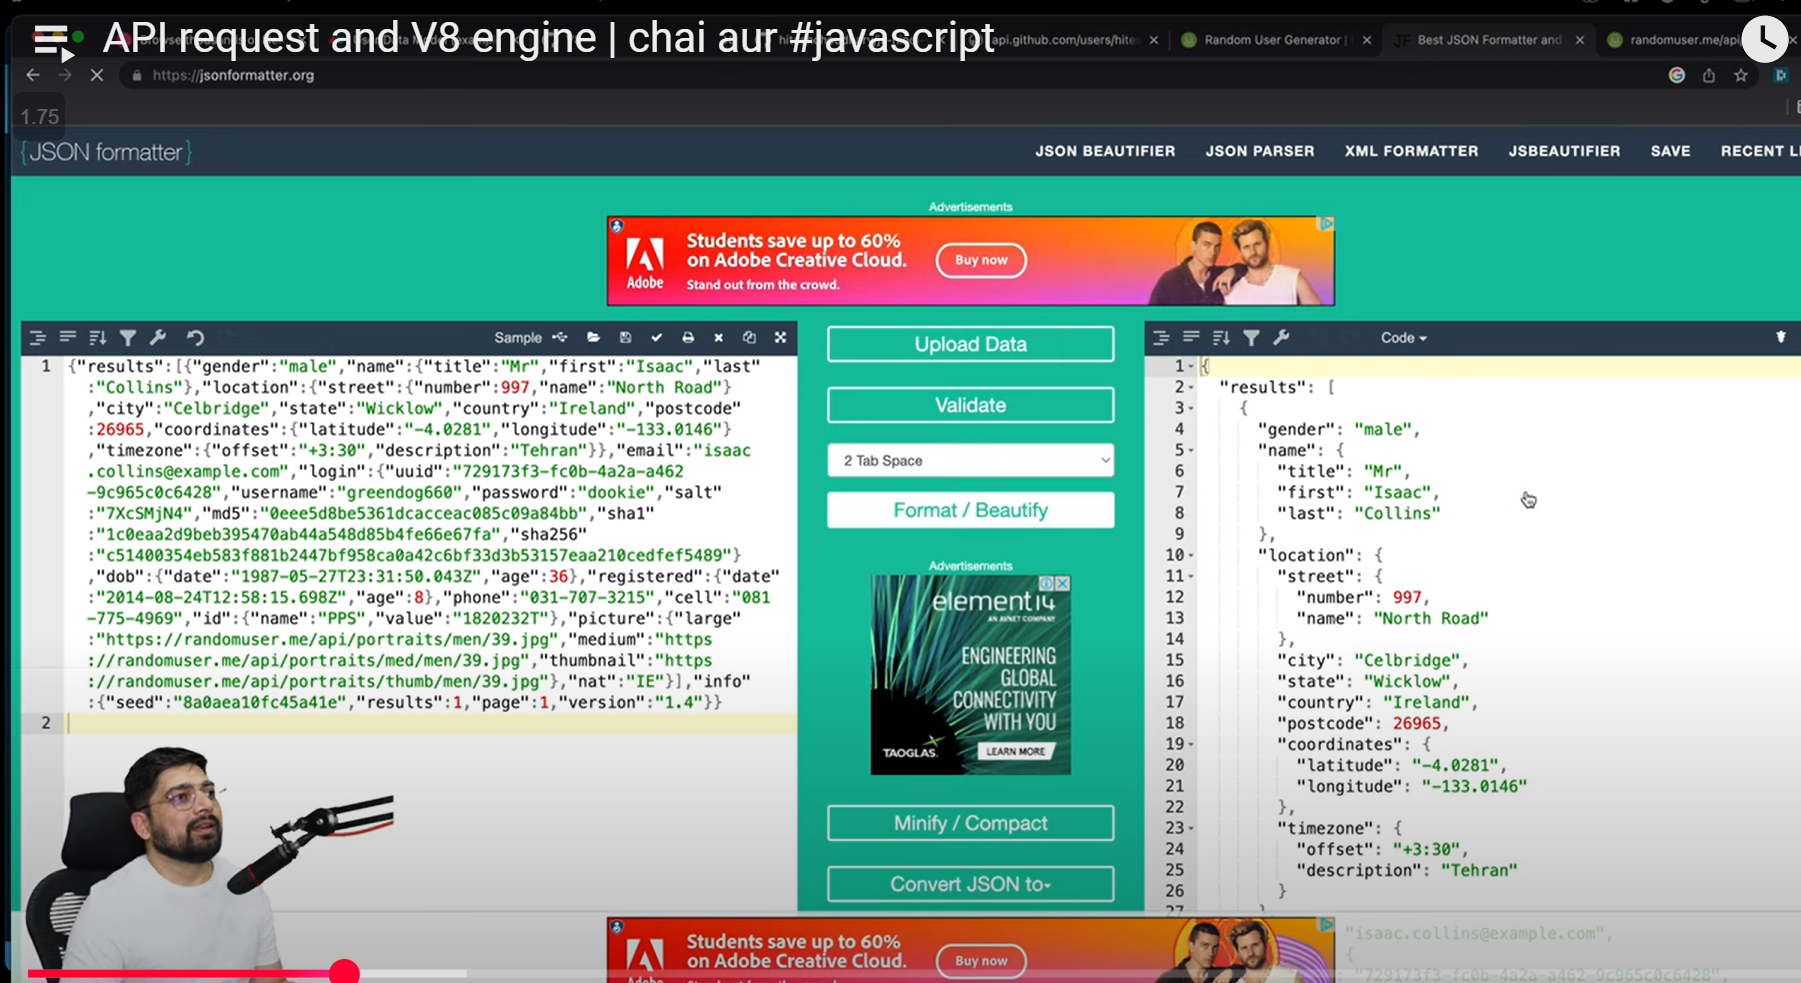 API request and V8 engine | chai aur #javascript
api.github.com/users/hites
Random User Generator |
Best JSON Formatter and
randomuser.me/api
https://jsonformatter.org
1.75
{JSON formatter}
JSON BEAUTIFIER
JSON PARSER
XML FORMATTER
JSBEAUTIFIER
SAVE
RECENT L
Advertisements
Students save up to 60%
on Adobe Creative Cloud.
Stand out from the crowd.
Adobe
Buy now
Sample
1 {"results":[{"gender":"male","name":{"title":"Mr","first":"Isaac","last"
:"Collins"},"location":{"street":{"number":997,"name":"North Road"}
,"city":"Celbridge","state":"Wicklow","country":"Ireland","postcode"
:26965,"coordinates":{"latitude":"-4.0281","longitude":"-133.0146"}
,"timezone":{"offset":"+3:30","description":"Tehran"}},"email":"isaac
.collins@example.com","login":{"uuid":"729173f3-fc0b-4a2a-a462
-9c965c0c6428","username":"greendog660","password":"dookie","salt"
:"7XcSMjN4","md5":"0eee5d8be5361dcacceac085c09a84bb","sha1"
:"1c0eaa2d9beb395470ab44a548d85b4fe66e67fa","sha256"
:"c51400354eb583f881b2447bf958ca0a42c6bf33d3b53157eaa210cedfef5489"}
,"dob":{"date":"1987-05-27T23:31:50.043Z","age":36},"registered":{"date"
:"2014-08-24T12:58:15.698Z","age":8},"phone":"031-707-3215","cell":"081
-775-4969","id":{"name":"PPS","value":"1820232T"},"picture":{"large"
:"https://randomuser.me/api/portraits/men/39.jpg","medium":"https
://randomuser.me/api/portraits/med/men/39.jpg","thumbnail":"https
://randomuser.me/api/portraits/thumb/men/39.jpg"},"nat":"IE"}],"info"
:{"seed":"8a0aea10fc45a41e","results":1,"page":1,"version":"1.4"}}
2
Upload Data
Validate
2 Tab Space
Format / Beautify
Advertisements
element14
AN AVNET COMPANY
ENGINEERING
GLOBAL
CONNECTIVITY
WITH YOU
TAOGLAS.
LEARN MORE
Minify / Compact
Convert JSON to
Code
1 {
2 "results": [
3 {
4 "gender": "male",
5 "name": {
6 "title": "Mr",
7 "first": "Isaac",
8 "last": "Collins"
9 },
10 "location": {
11 "street": {
12 "number": 997,
13 "name": "North Road"
14 },
15 "city": "Celbridge",
16 "state": "Wicklow",
17 "country": "Ireland",
18 "postcode": 26965,
19 "coordinates": {
20 "latitude": "-4.0281",
21 "longitude": "-133.0146"
22 },
23 "timezone": {
24 "offset": "+3:30",
25 "description": "Tehran"
26 }
27 },
"isaac.collins@example.com",
{
"729173f3-fc0b-4a2a-a462-9c965c0c6428",
Students save up to 60%
on Adobe Creative Cloud.
Adobe
Buy now